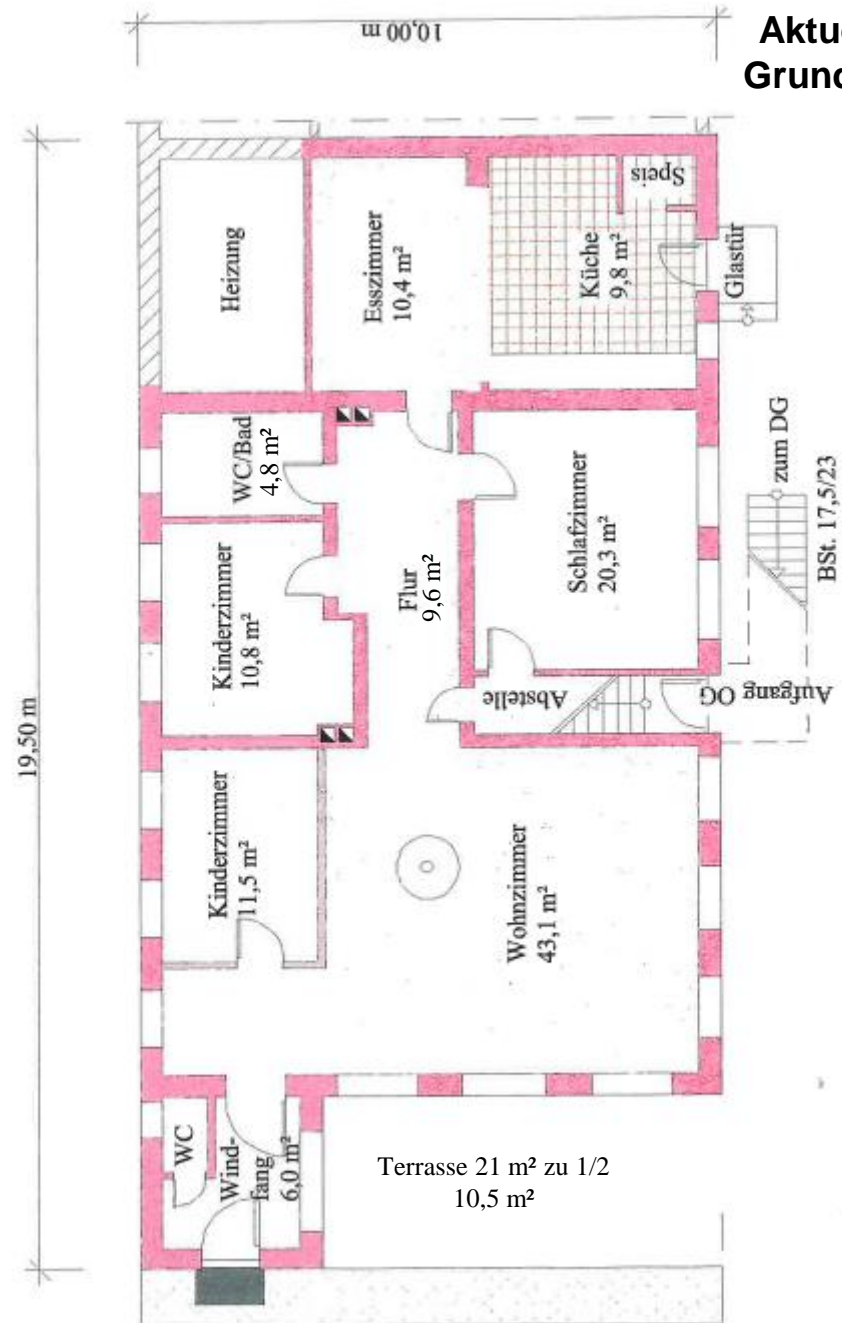 Aktue
Grund
10,00 m
19,50 m
Heizung
Esszimmer
10,4 m²
Küche
9,8 m²
Speis
Glastür
WC/Bad
4,8 m²
Kinderzimmer
10,8 m²
Flur
9,6 m²
Schlafzimmer
20,3 m²
zum DG
BSt. 17,5/23
Abstelle
Aufgang OG
Kinderzimmer
11,5 m²
Wohnzimmer
43,1 m²
WC
Wind-
fang
6,0 m²
Terrasse 21 m² zu 1/2
10,5 m²